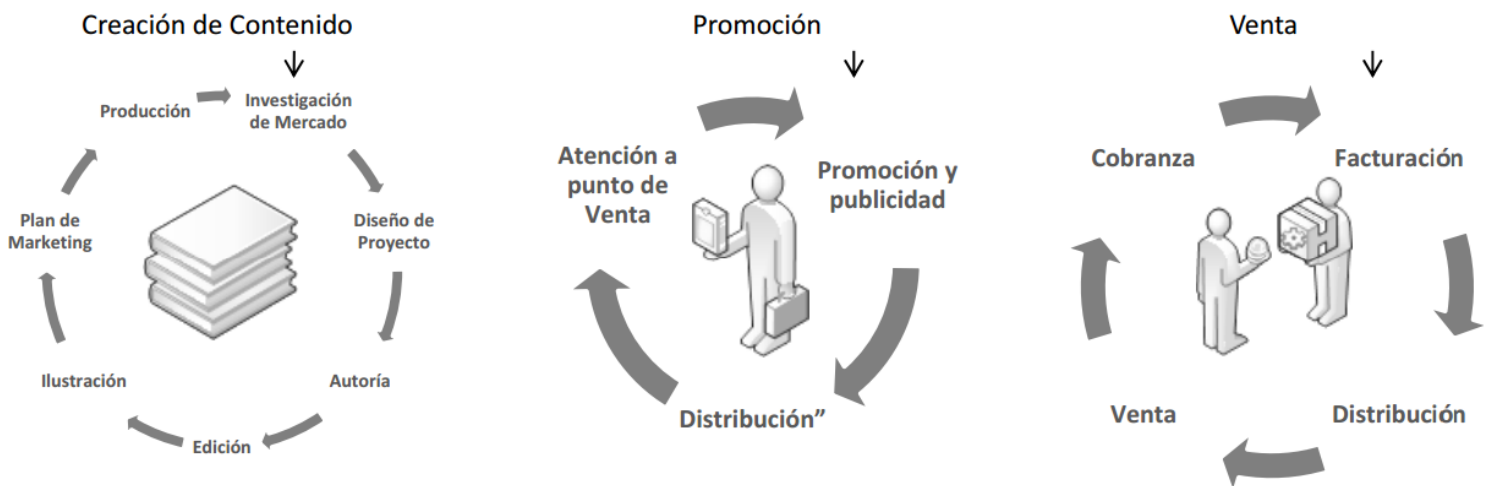 Creación de Contenido
Producción
Investigación
de Mercado
Diseño de
Proyecto
Autoría
Edición
Ilustración
Plan de
Marketing
Promoción
Atención a
punto de
Venta
Promoción y
publicidad
Distribución”
Venta
Cobranza
Facturación
Distribución
Venta